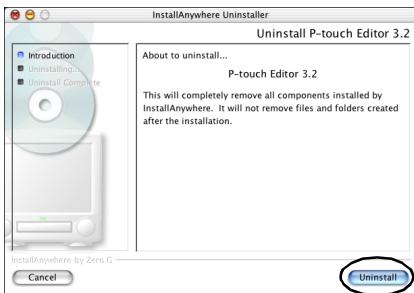 InstallAnywhere Uninstaller
Uninstall P-touch Editor 3.2
Introduction
Uninstalling...
Uninstall Complete
About to uninstall...
P-touch Editor 3.2
This will completely remove all components installed by
InstallAnywhere. It will not remove files and folders created
after the installation.
InstallAnywhere by Zero G
Cancel
Uninstall